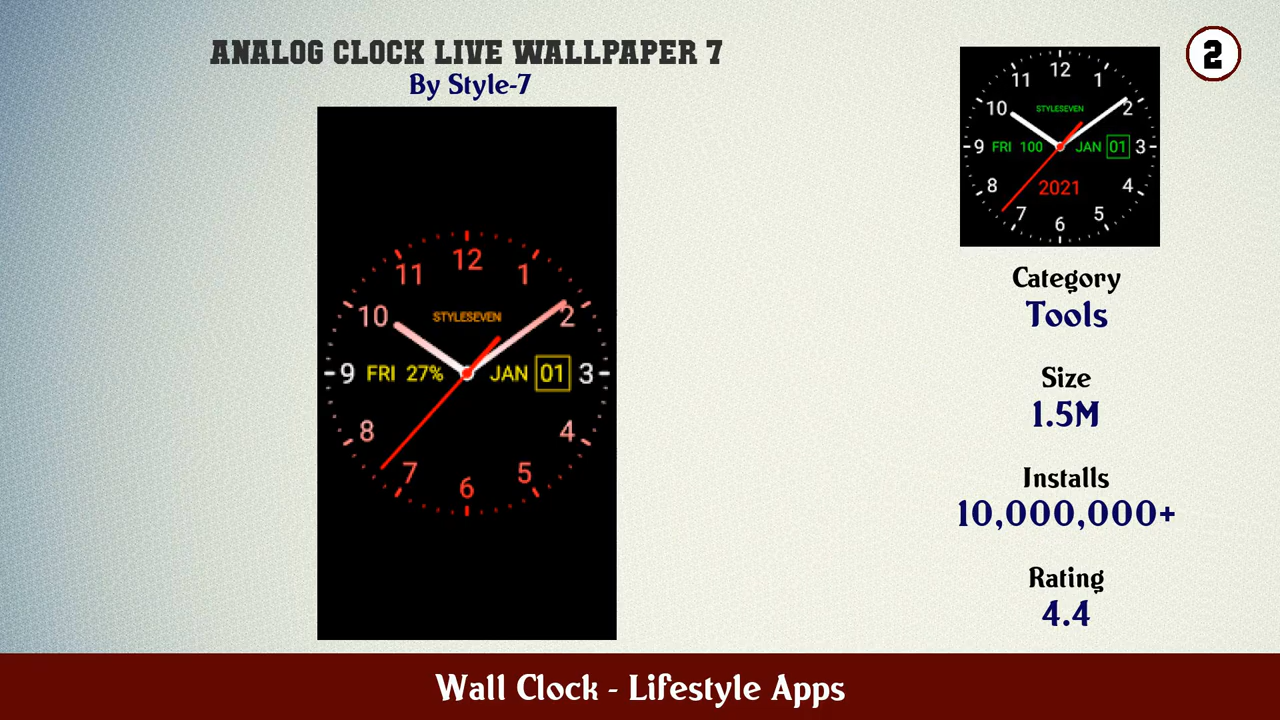 ANALOG CLOCK LIVE WALLPAPER 7
By Style-7
12
11 1
10 STYLESEVEN 2
9 FRI 27% JAN 01 3
8 4
7 5
6
2
12
11 1
10 STYLESEVEN 2
9 FRI 100 JAN 01 3
8 2021 4
7 5
6
Category
Tools
Size
1.5M
Installs
10,000,000+
Rating
4.4
Wall Clock - Lifestyle Apps